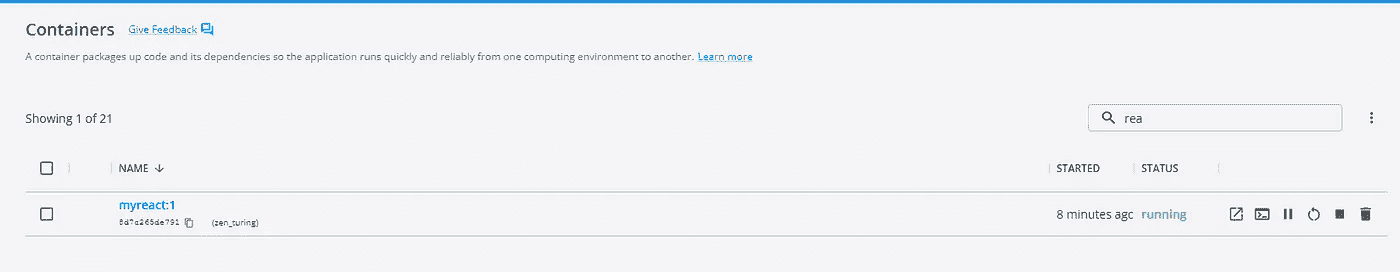 Containers Give Feedback
A container packages up code and its dependencies so the application runs quickly and reliably from one computing environment to another. Learn more
Showing 1 of 21
rea
NAME STARTED STATUS
myreact:1
8 minutes agc running
8d7a265de791 (zen_turing)